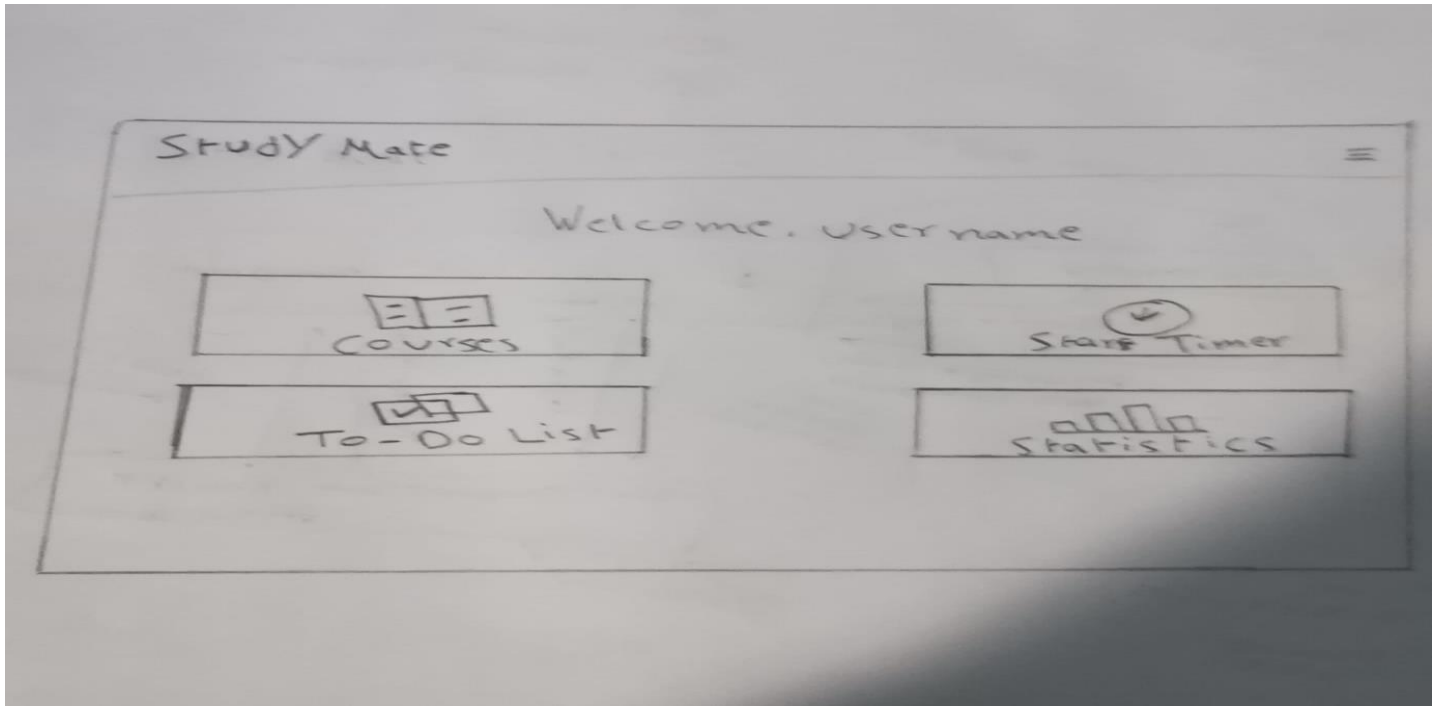 Study Mate
Welcome. username
Courses
Start Timer
To-Do List
Statistics